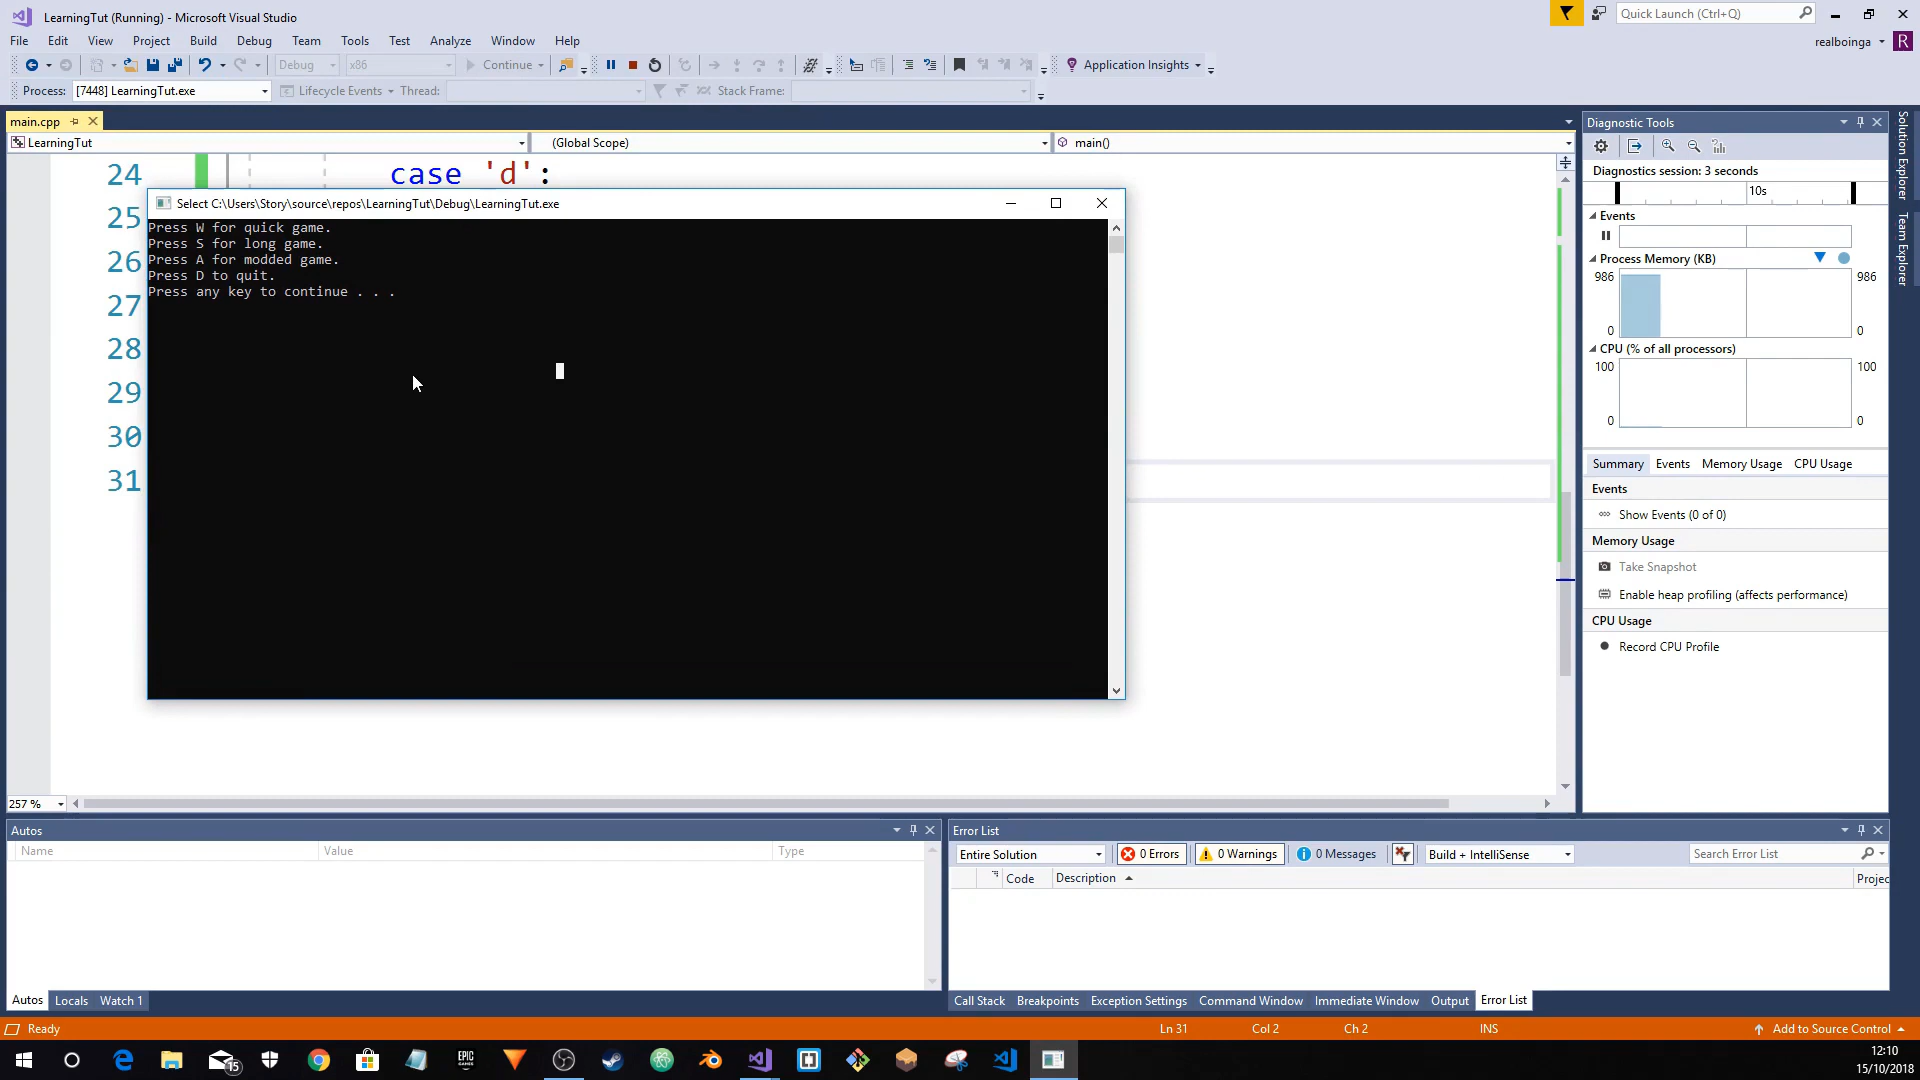 LearningTut (Running) - Microsoft Visual Studio
Quick Launch (Ctrl+Q)
File Edit View Project Build Debug Team Tools Test Analyze Window Help
realboinga R
Debug x86 Continue Application Insights
Process: [7448] LearningTut.exe Lifecycle Events Thread: Stack Frame:
main.cpp
LearningTut (Global Scope) main()
24 case 'd':
25
26
27
28
29
30
31
Select C:\Users\Story\source\repos\LearningTut\Debug\LearningTut.exe
Press W for quick game.
Press S for long game.
Press A for modded game.
Press D to quit.
Press any key to continue . . .
257 %
Diagnostic Tools
Diagnostics session: 3 seconds
10s
Events
Process Memory (KB)
986 986
0 0
CPU (% of all processors)
100 100
0 0
Summary Events Memory Usage CPU Usage
Events
Show Events (0 of 0)
Memory Usage
Take Snapshot
Enable heap profiling (affects performance)
CPU Usage
Record CPU Profile
Solution Explorer
Team Explorer
Autos
Name Value Type
Autos Locals Watch 1
Error List
Entire Solution 0 Errors 0 Warnings 0 Messages Build + IntelliSense Search Error List
Code Description Projec
Call Stack Breakpoints Exception Settings Command Window Immediate Window Output Error List
Ready Ln 31 Col 2 Ch 2 INS Add to Source Control
15
EPIC GAMES
12:10
15/10/2018